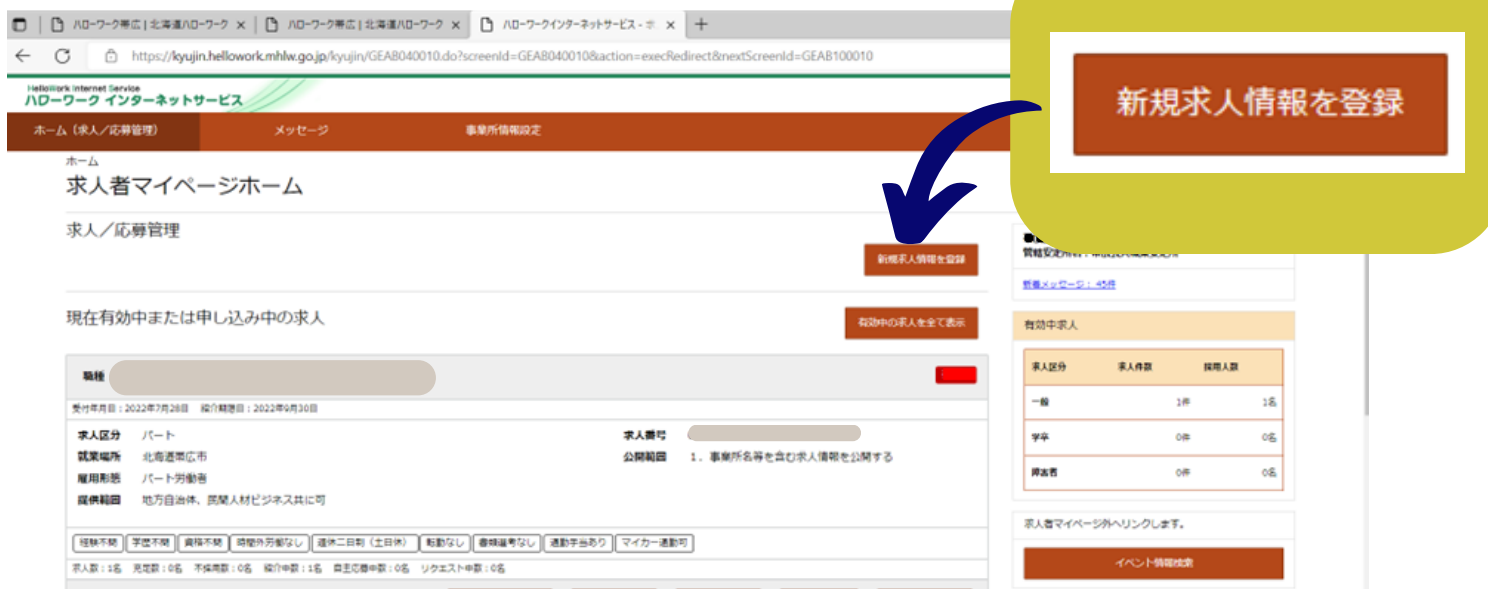 ハローワーク帯広 | 北海道ハローワーク
ハローワーク帯広 | 北海道ハローワーク
ハローワークインターネットサービス - ホ
https://kyujin.hellowork.mhlw.go.jp/kyujin/GEAB040010.do?screenId=GEAB040010&action=execRedirect&nextScreenId=GEAB100010
HelloWork Internet Service
ハローワーク インターネットサービス
新規求人情報を登録
ホーム（求人／応募管理）
メッセージ
事業所情報設定
ホーム
求人者マイページホーム
求人／応募管理
新規求人情報を登録
新着メッセージ： 45件
現在有効中または申し込み中の求人
有効中の求人を全て表示
有効中求人
職種
受付年月日：2022年7月28日 紹介期限日：2022年9月30日
求人区分 パート
求人番号
就業場所 北海道帯広市
公開範囲 1．事業所名等を含む求人情報を公開する
雇用形態 パート労働者
提供範囲 地方自治体、民間人材ビジネス共に可
経験不問 学歴不問 資格不問 時間外労働なし 週休二日制（土日休） 転勤なし 書類選考なし 通勤手当あり マイカー通勤可
求人数：1名 充足数：0名 不採用数：0名 紹介中数：1名 自主応募中数：0名 リクエスト中数：0名
求人区分 求人件数 採用人数
一般 1件 1名
学卒 0件 0名
障害者 0件 0名
求人者マイページ外へリンクします。
イベント情報検索